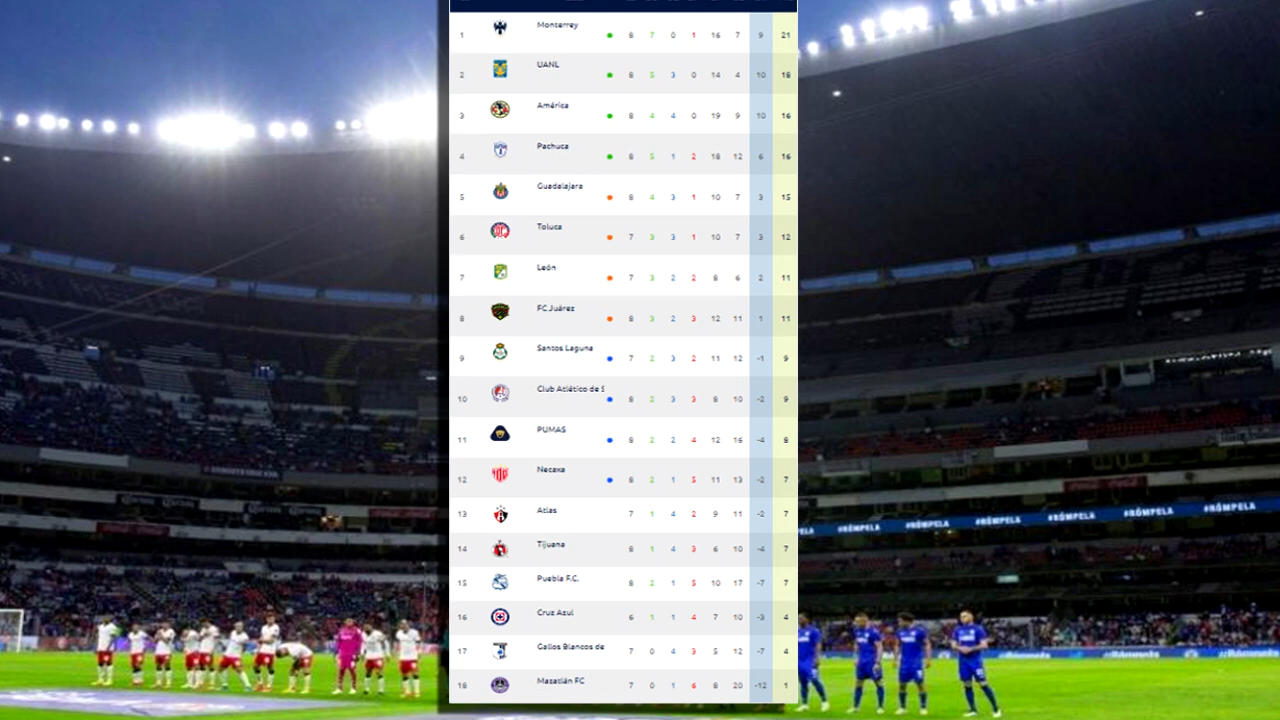 1 Monterrey 8 7 0 1 16 7 9 21
2 UANL 8 5 3 0 14 4 10 18
3 América 8 4 4 0 19 9 10 16
4 Pachuca 8 5 1 2 18 12 6 16
5 Guadalajara 8 4 3 1 10 7 3 15
6 Toluca 7 3 3 1 10 7 3 12
7 León 7 3 2 2 8 6 2 11
8 FC Juárez 8 3 2 3 12 11 1 11
9 Santos Laguna 7 2 3 2 11 12 -1 9
10 Club Atlético de S 8 2 3 3 8 10 -2 9
11 PUMAS 8 2 2 4 12 16 -4 8
12 Necaxa 8 2 1 5 11 13 -2 7
13 Atlas 7 1 4 2 9 11 -2 7
14 Tijuana 8 1 4 3 6 10 -4 7
15 Puebla F.C. 8 2 1 5 10 17 -7 7
16 Cruz Azul 6 1 1 4 7 10 -3 4
17 Gallos Blancos de 7 0 4 3 5 12 -7 4
18 Mazatlán FC 7 0 1 6 8 20 -12 1
#RÓMPELA #RÓMPELA #RÓMPELA #RÓMPELA #RÓMPELA